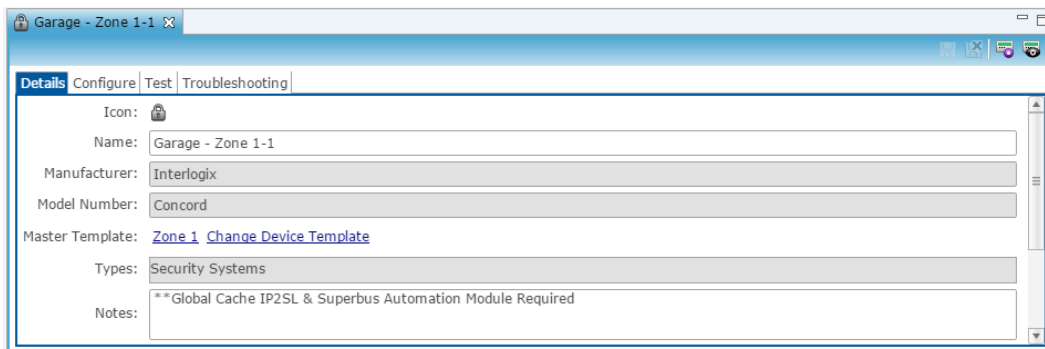 Garage - Zone 1-1
Details Configure Test Troubleshooting
Icon:
Name: Garage - Zone 1-1
Manufacturer: Interlogix
Model Number: Concord
Master Template: Zone 1 Change Device Template
Types: Security Systems
Notes: **Global Cache IP2SL & Superbus Automation Module Required